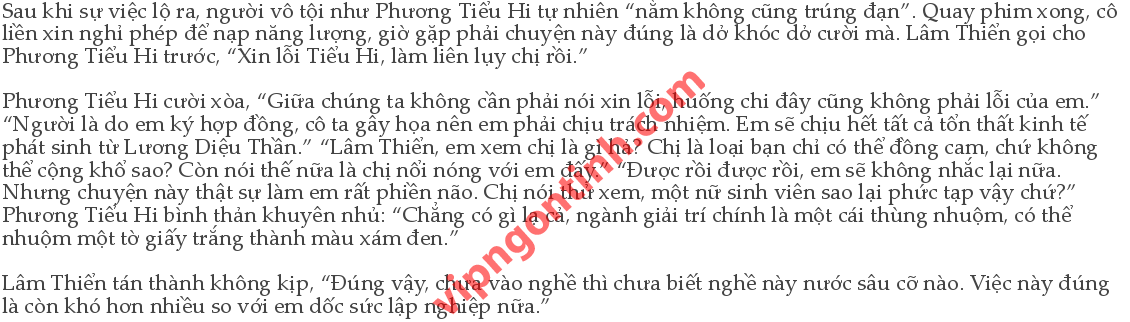 Sau khi sự việc lộ ra, người vô tội như Phương Tiểu Hi tự nhiên “nằm không cũng trúng đạn”. Quay phim xong, cô
liền xin nghỉ phép để nạp năng lượng, giờ gặp phải chuyện này đúng là dở khóc dở cười mà. Lâm Thiển gọi cho
Phương Tiểu Hi trước, “Xin lỗi Tiểu Hi, làm liên lụy chị rồi.”
Phương Tiểu Hi cười xòa, “Giữa chúng ta không cần phải nói xin lỗi, huống chi đây cũng không phải lỗi của em.”
“Người là do em ký hợp đồng, cô ta gây họa nên em phải chịu trách nhiệm. Em sẽ chịu hết tất cả tổn thất kinh tế
phát sinh từ Lương Diệu Thần.” “Lâm Thiển, em xem chị là gì hả? Chị là loại bạn chỉ có thể đồng cam, chứ không
thể cộng khổ sao? Còn nói thế nữa là chị nổi nóng với em đấy.” “Được rồi được rồi, em sẽ không nhắc lại nữa.
Nhưng chuyện này thật sự làm em rất phiền não. Chị nói thử xem, một nữ sinh viên sao lại phức tạp vậy chứ?”
Phương Tiểu Hi bình thản khuyên nhủ: “Chẳng có gì lạ cả, ngành giải trí chính là một cái thùng nhuộm, có thể
nhuộm một tờ giấy trắng thành màu xám đen.”
Lâm Thiển tán thành không kịp, “Đúng vậy, chưa vào nghề thì chưa biết nghề này nước sâu cỡ nào. Việc này đúng
là còn khó hơn nhiều so với em dốc sức lập nghiệp nữa.”
vipngontinh.com